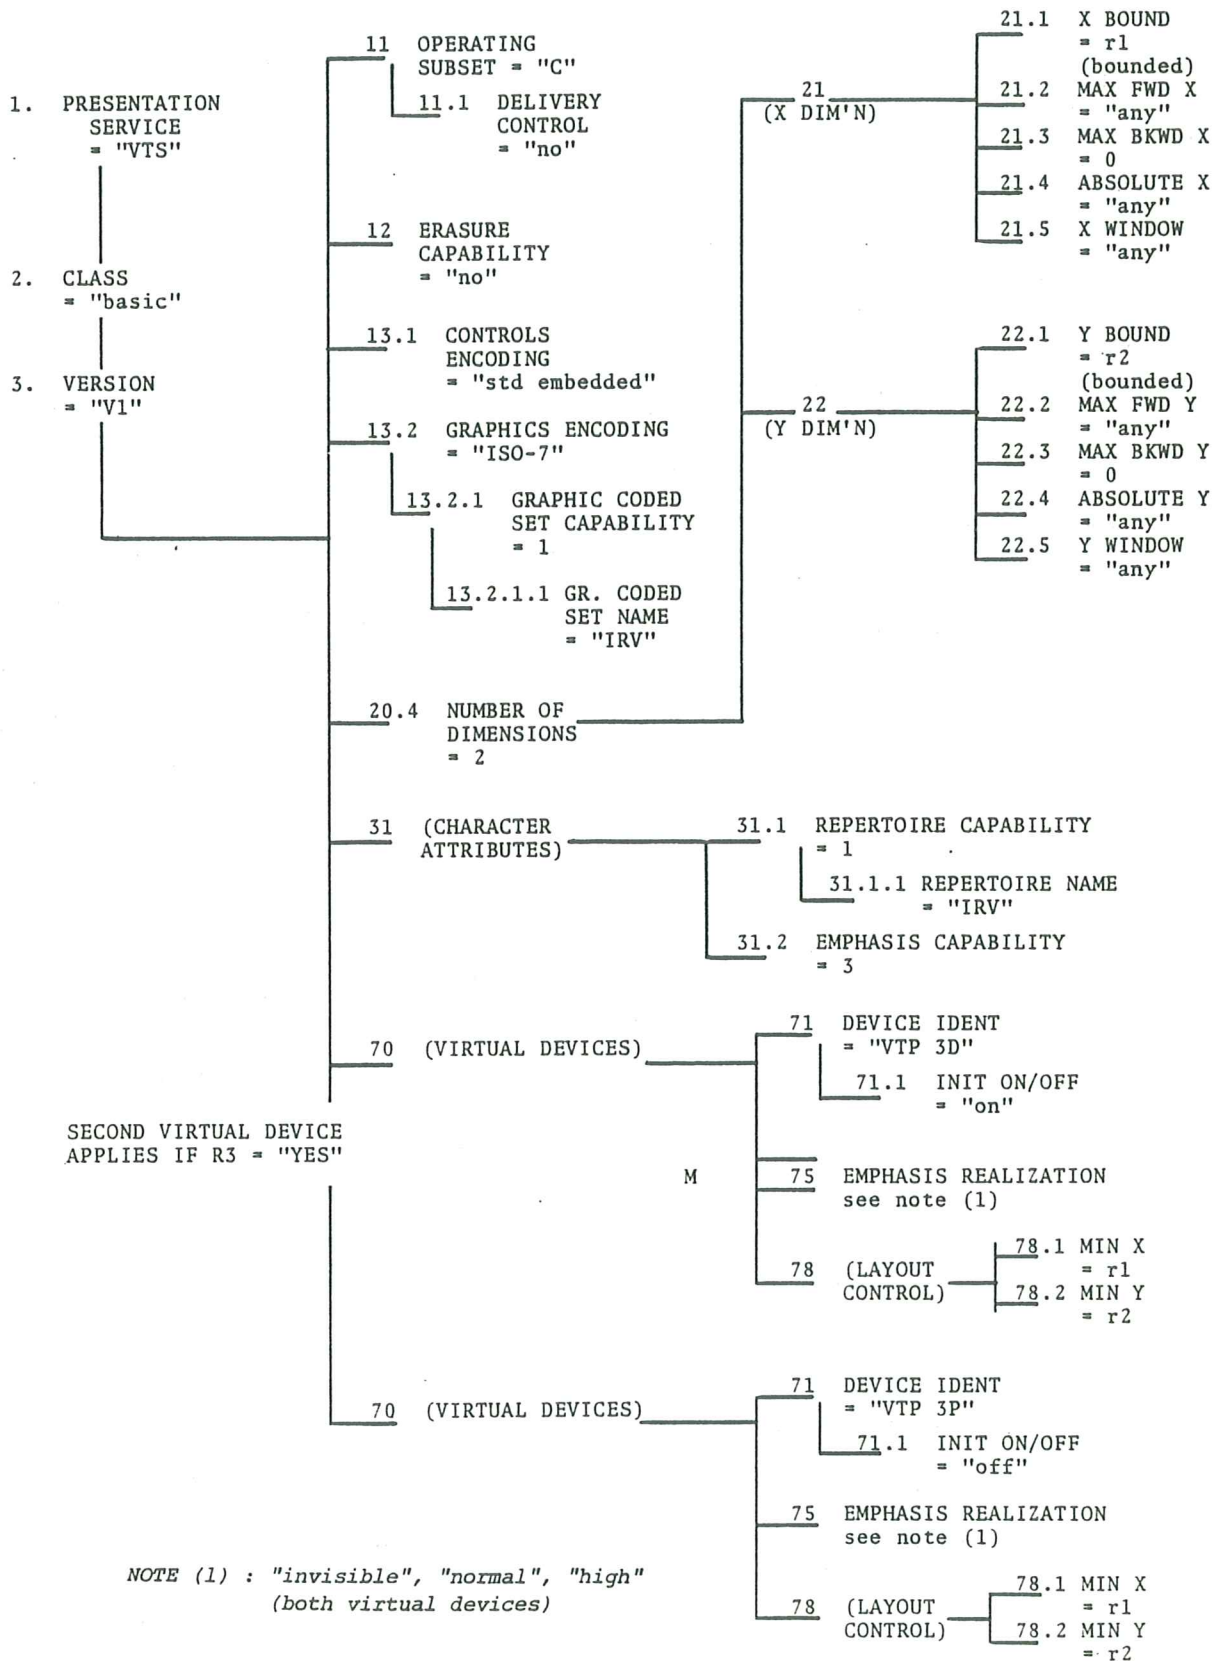 1. PRESENTATION
SERVICE
= "VTS"
2. CLASS
= "basic"
3. VERSION
= "V1"
11 OPERATING
SUBSET = "C"
11.1 DELIVERY
CONTROL
= "no"
12 ERASURE
CAPABILITY
= "no"
13.1 CONTROLS
ENCODING
= "std embedded"
13.2 GRAPHICS ENCODING
= "ISO-7"
13.2.1 GRAPHIC CODED
SET CAPABILITY
= 1
13.2.1.1 GR. CODED
SET NAME
= "IRV"
20.4 NUMBER OF
DIMENSIONS
= 2
21
(X DIM'N)
21.1 X BOUND
= r1
(bounded)
21.2 MAX FWD X
= "any"
21.3 MAX BKWD X
= 0
21.4 ABSOLUTE X
= "any"
21.5 X WINDOW
= "any"
22
(Y DIM'N)
22.1 Y BOUND
= r2
(bounded)
22.2 MAX FWD Y
= "any"
22.3 MAX BKWD Y
= 0
22.4 ABSOLUTE Y
= "any"
22.5 Y WINDOW
= "any"
31 (CHARACTER
ATTRIBUTES)
31.1 REPERTOIRE CAPABILITY
= 1
31.1.1 REPERTOIRE NAME
= "IRV"
31.2 EMPHASIS CAPABILITY
= 3
70 (VIRTUAL DEVICES)
71 DEVICE IDENT
= "VTP 3D"
71.1 INIT ON/OFF
= "on"
M
75 EMPHASIS REALIZATION
see note (1)
78 (LAYOUT
CONTROL)
78.1 MIN X
= r1
78.2 MIN Y
= r2
SECOND VIRTUAL DEVICE
APPLIES IF R3 = "YES"
70 (VIRTUAL DEVICES)
71 DEVICE IDENT
= "VTP 3P"
71.1 INIT ON/OFF
= "off"
75 EMPHASIS REALIZATION
see note (1)
78 (LAYOUT
CONTROL)
78.1 MIN X
= r1
78.2 MIN Y
= r2
NOTE (1) : "invisible", "normal", "high"
(both virtual devices)